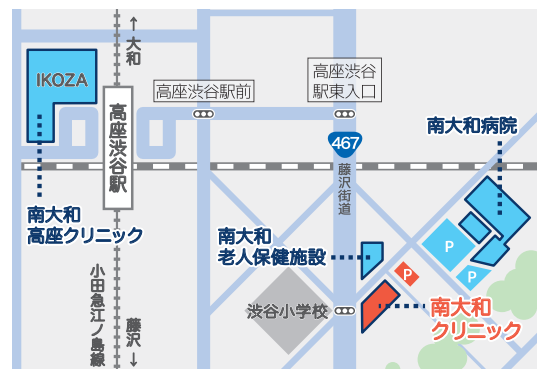 ↑大和
IKOZA
高座渋谷駅前
高座渋谷
駅東入口
高座渋谷駅
467
藤沢街道
南大和病院
南大和
高座クリニック
南大和
老人保健施設
P
P
P
渋谷小学校
南大和
クリニック
小田急江ノ島線
藤沢↓